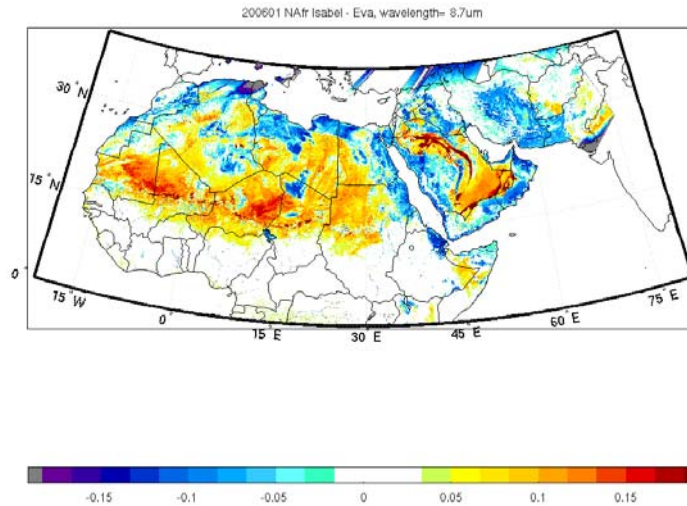 200601 NAfr Isabel - Eva, wavelength= 8.7um
30° N
15° N
0°
15° W
0°
15° E
30° E
45° E
60° E
75° E
-0.15 -0.1 -0.05 0 0.05 0.1 0.15